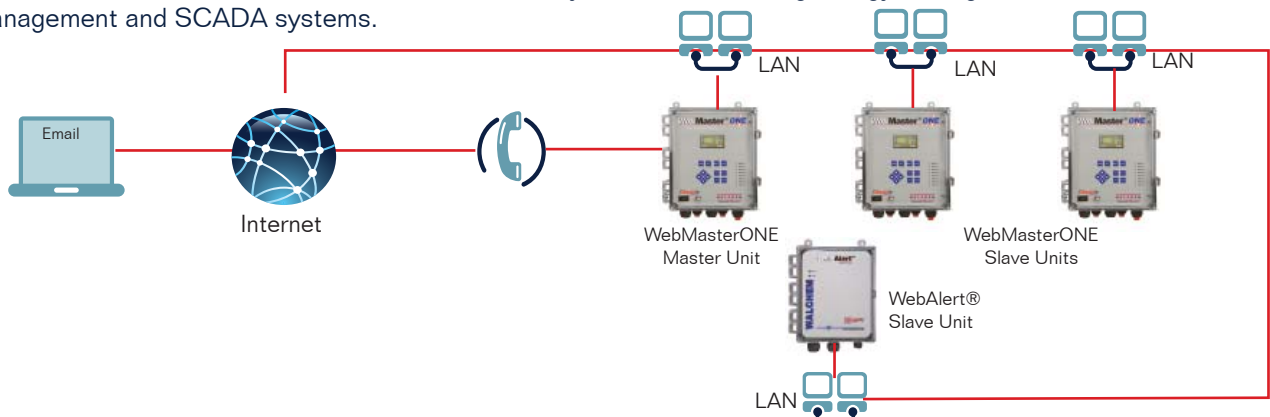 anagement and SCADA systems.
LAN
LAN
LAN
Email
Internet
WebMasterONE
Master Unit
WebMasterONE
Slave Units
WebAlert®
Slave Unit
WALCHEM
LAN